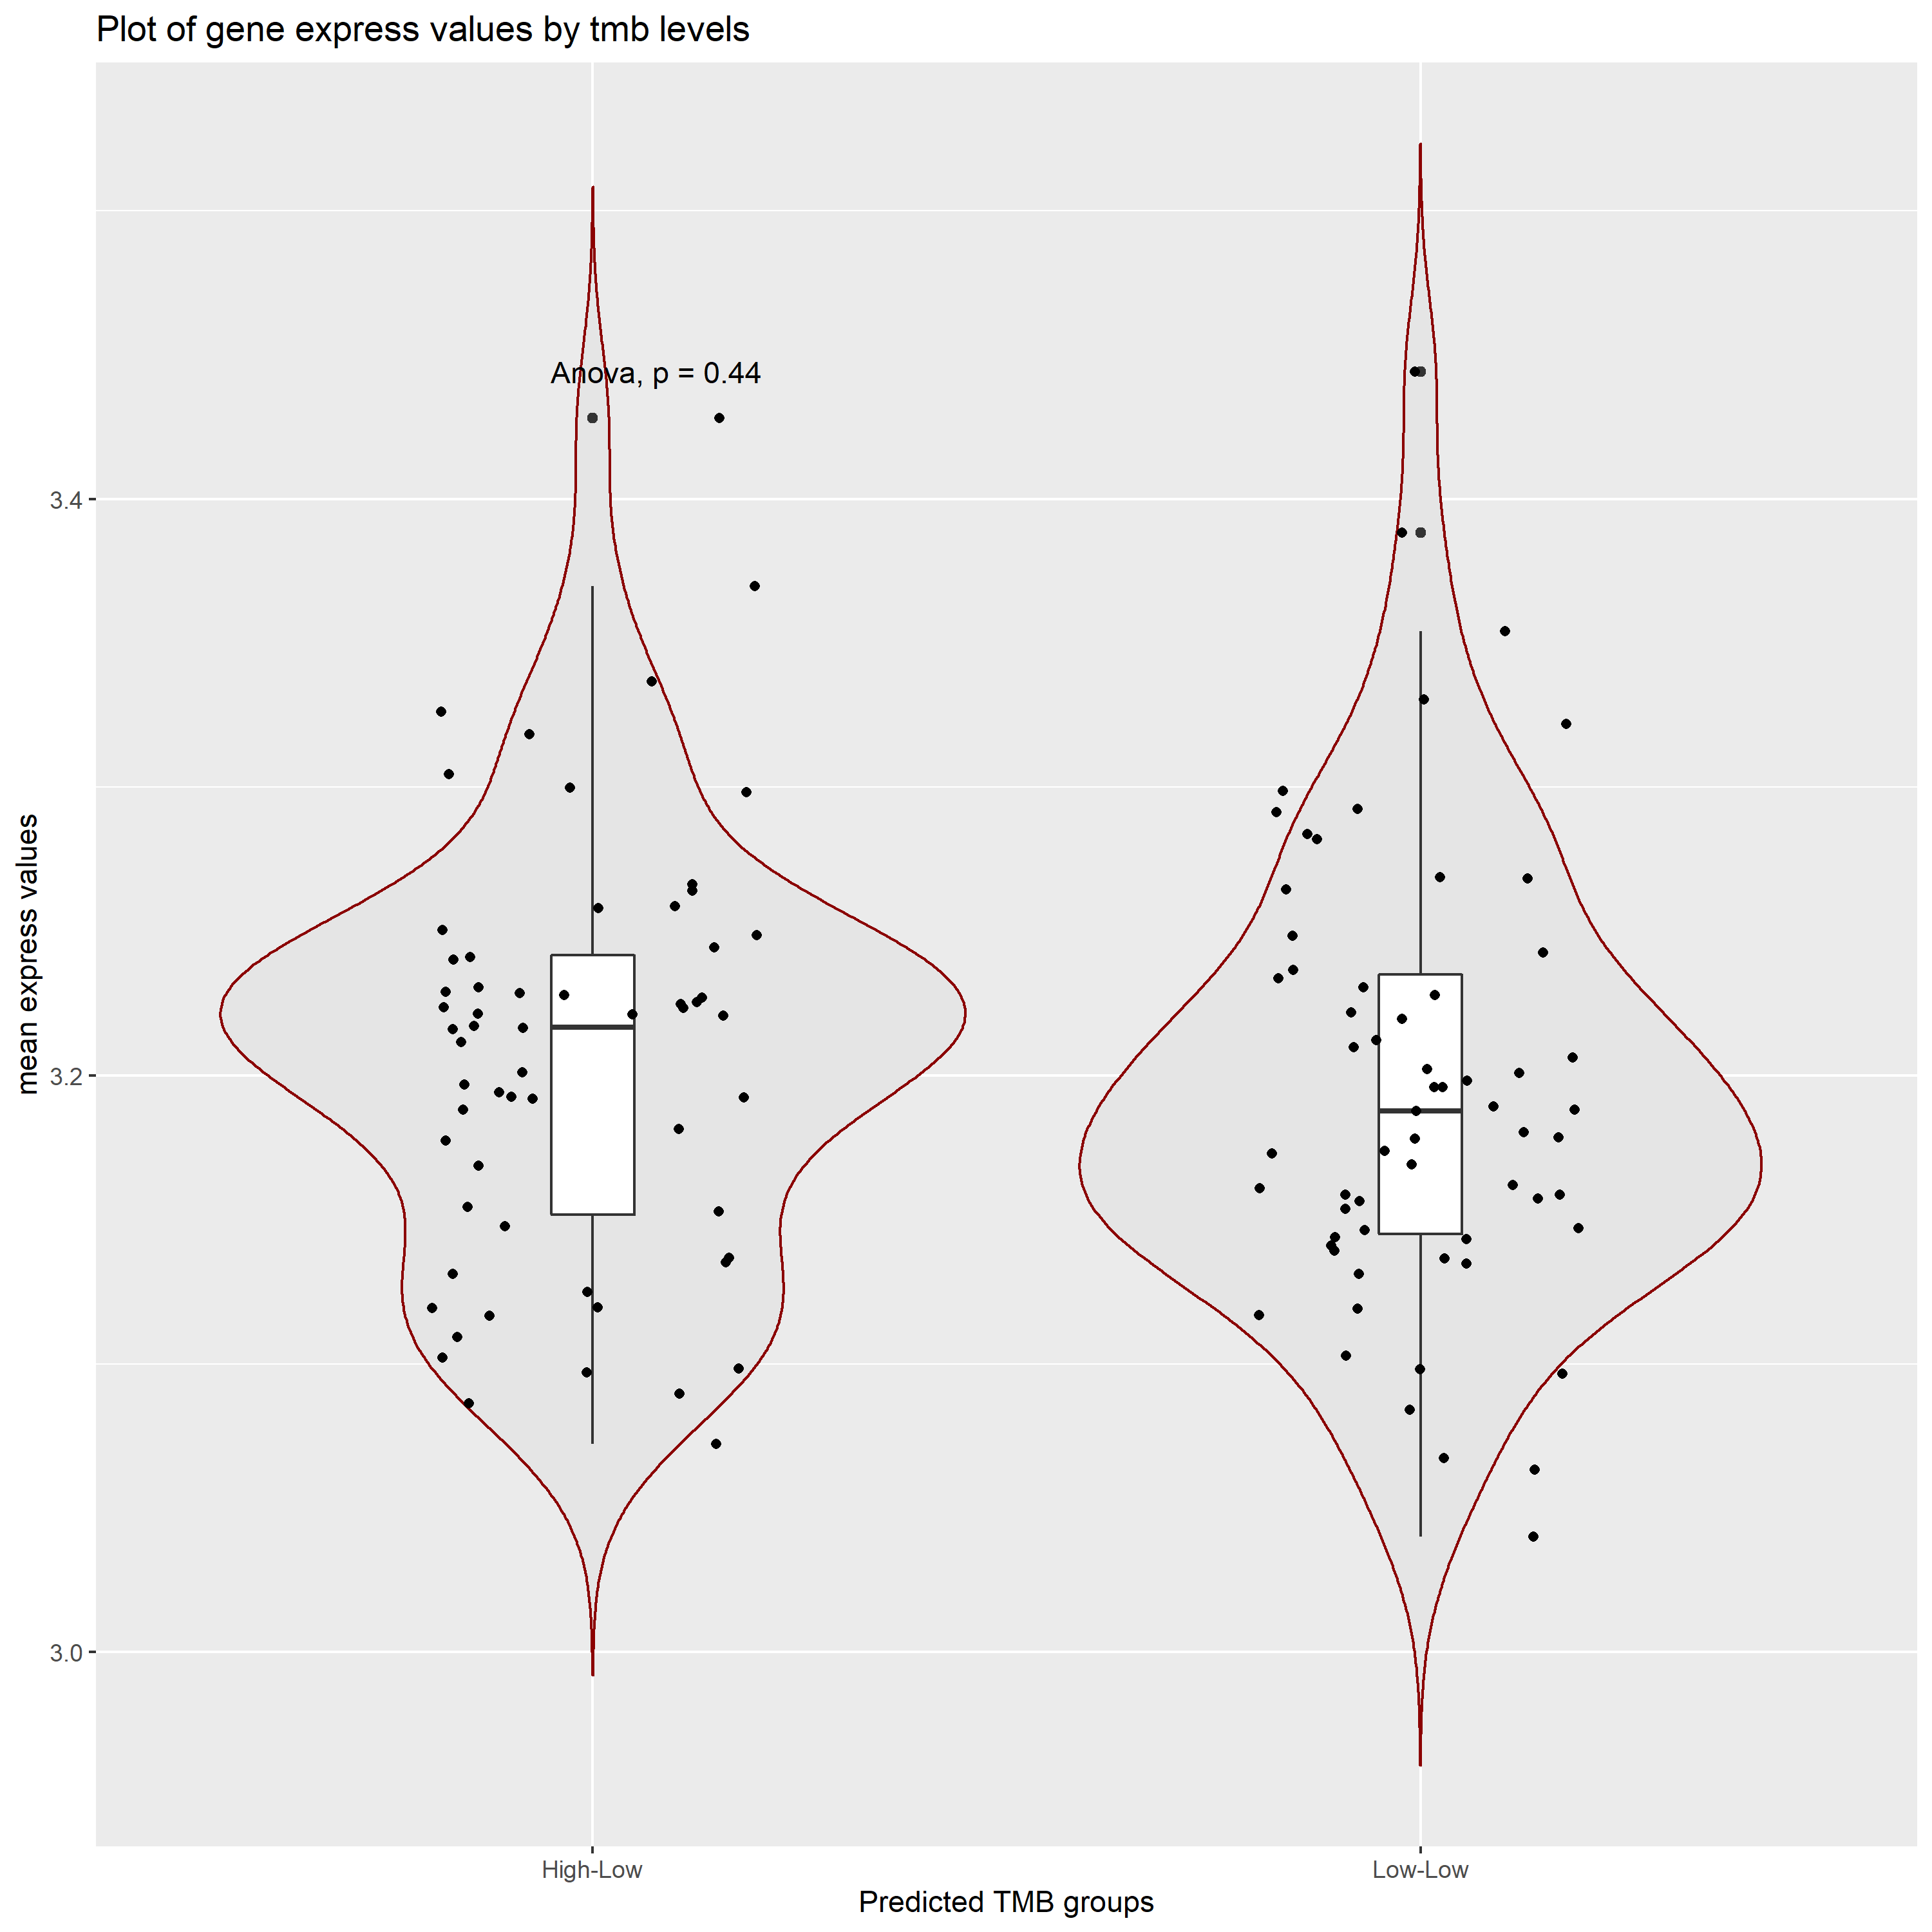 Plot of gene express values by tmb levels
Anova, p = 0.44
3.4
3.2
3.0
mean express values
High-Low
Low-Low
Predicted TMB groups